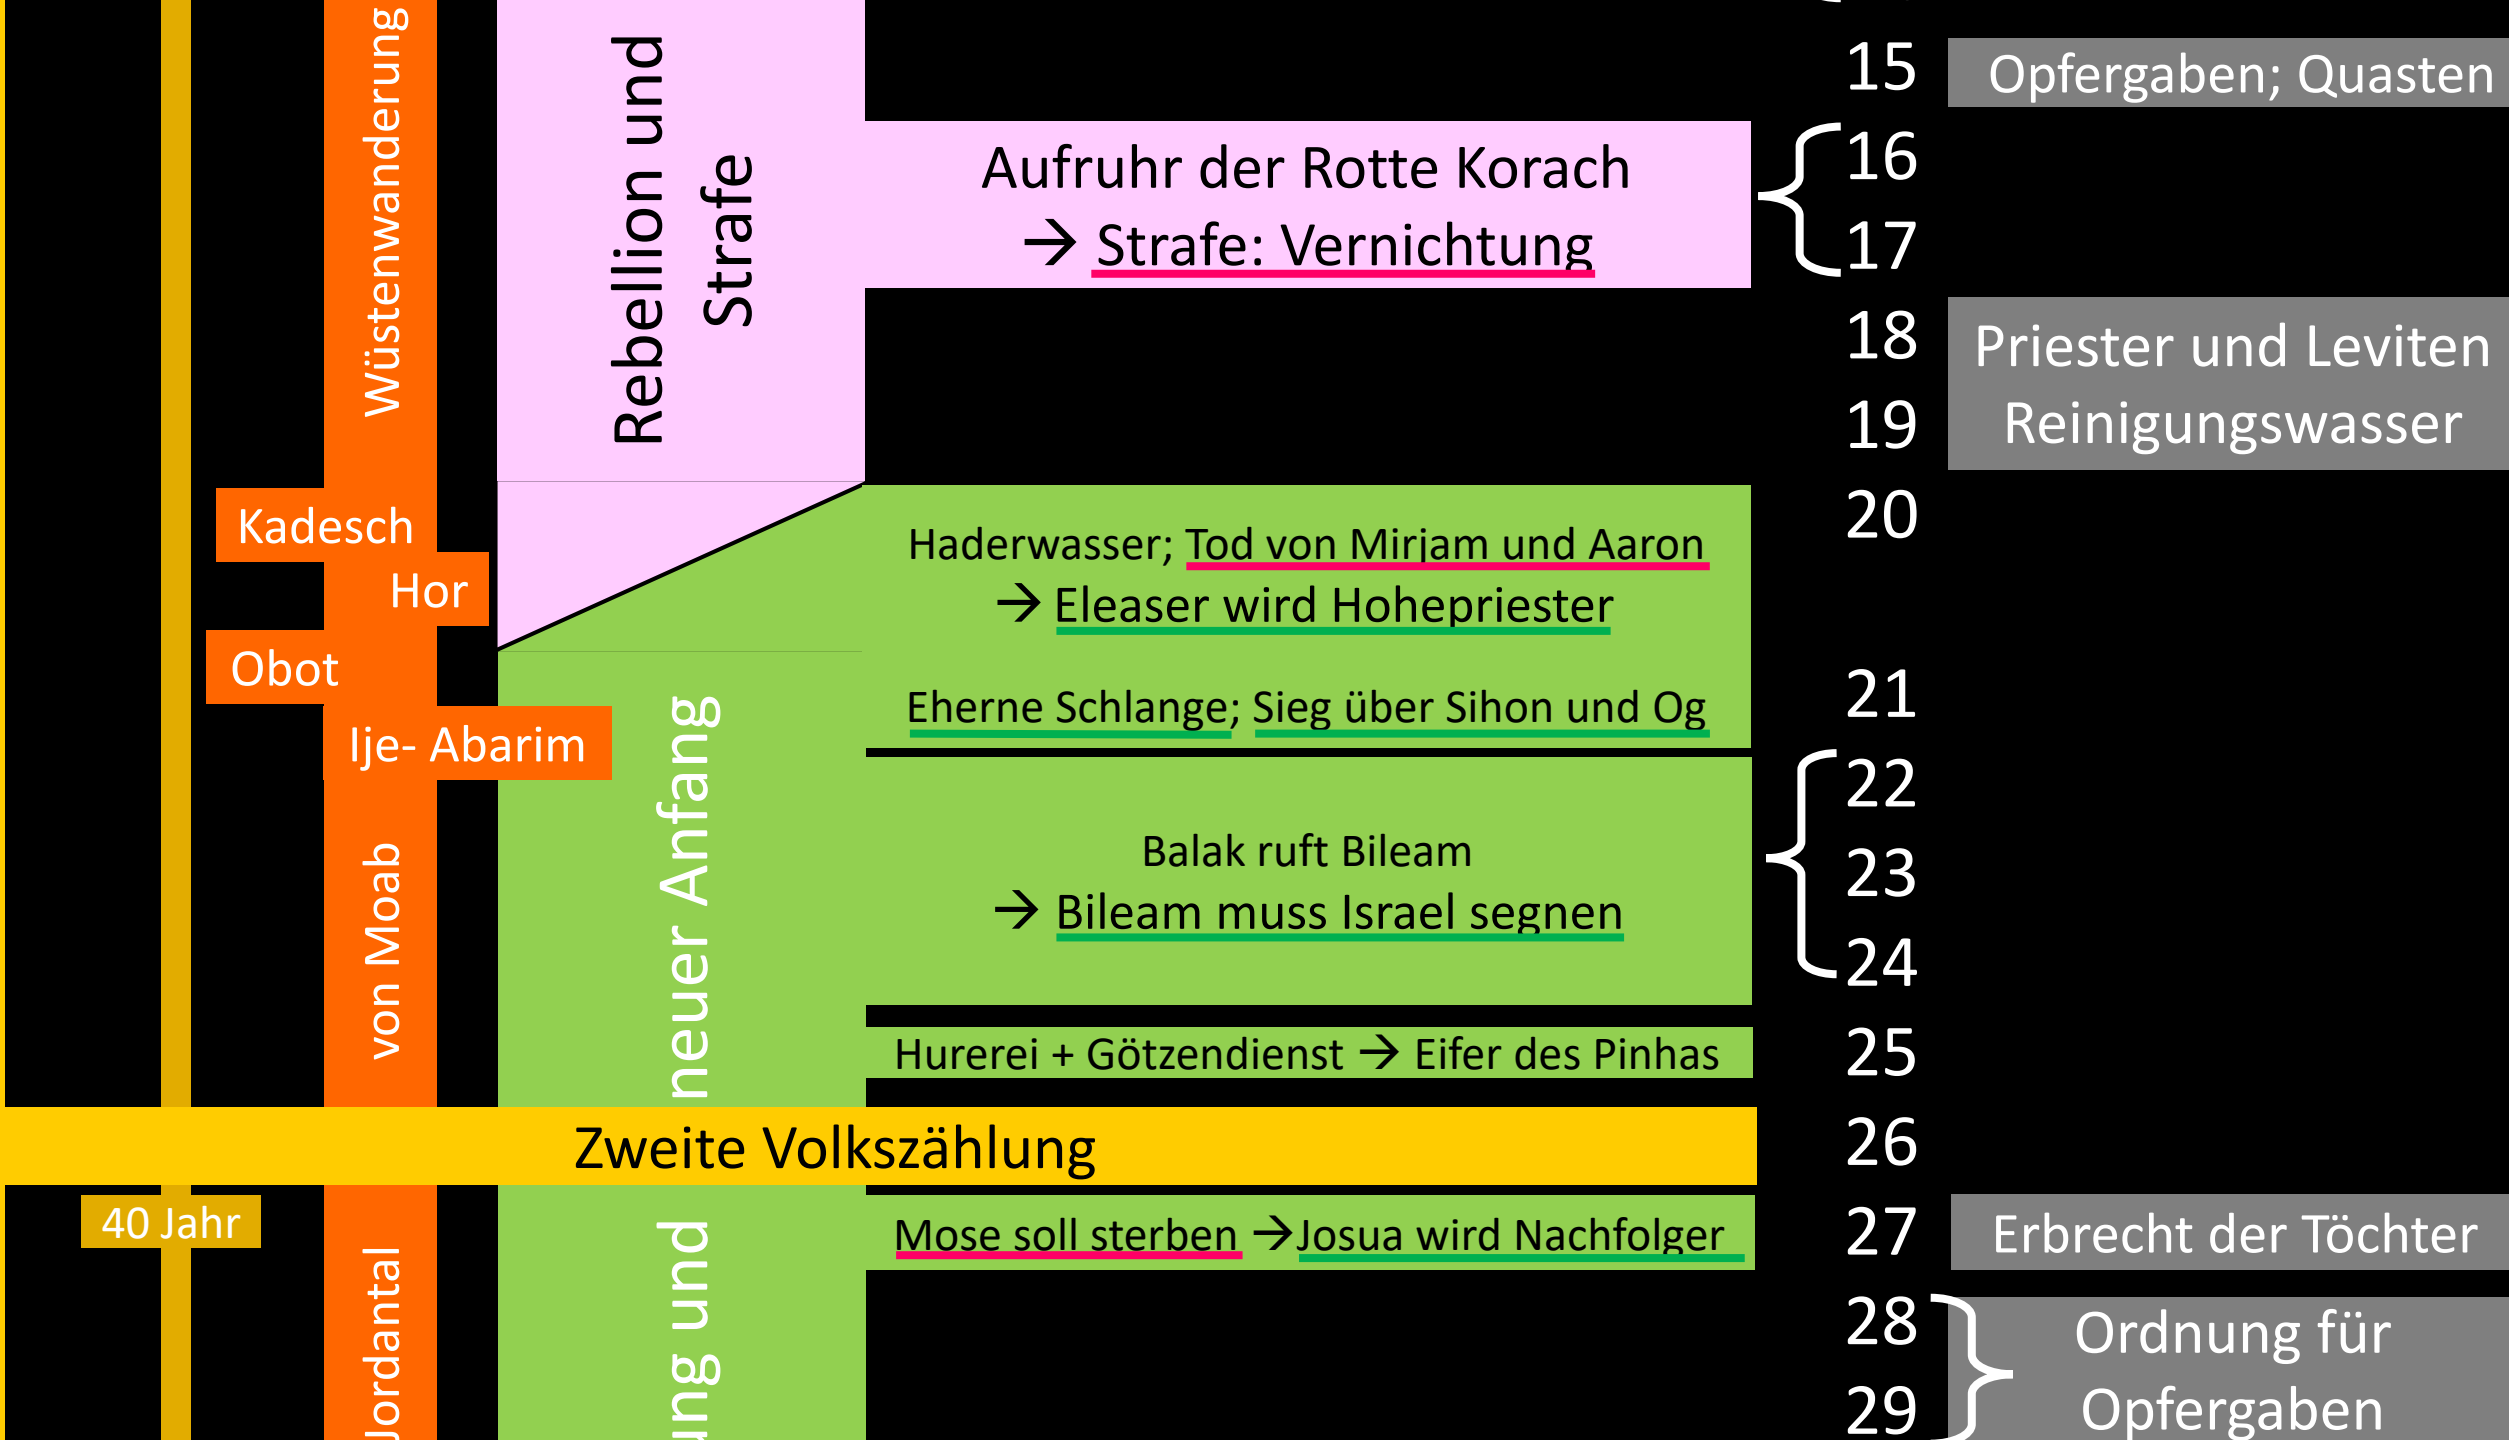 Wüstenwanderung
Rebellion und
Strafe
15
Opfergaben; Quasten
Aufruhr der Rotte Korach
→ Strafe: Vernichtung
16
17
18
Priester und Leviten
19
Reinigungswasser
Kadesch
Hor
Obot
Ije- Abarim
20
Haderwasser; Tod von Mirjam und Aaron
→ Eleaser wird Hohepriester
21
Eherne Schlange; Sieg über Sihon und Og
von Moab
neuer Anfang
22
Balak ruft Bileam
23
→ Bileam muss Israel segnen
24
Hurerei + Götzendienst → Eifer des Pinhas
25
Zweite Volkszählung
26
40 Jahr
Mose soll sterben → Josua wird Nachfolger
27
Erbrecht der Töchter
Jordantal
ung und
28
Ordnung für
29
Opfergaben